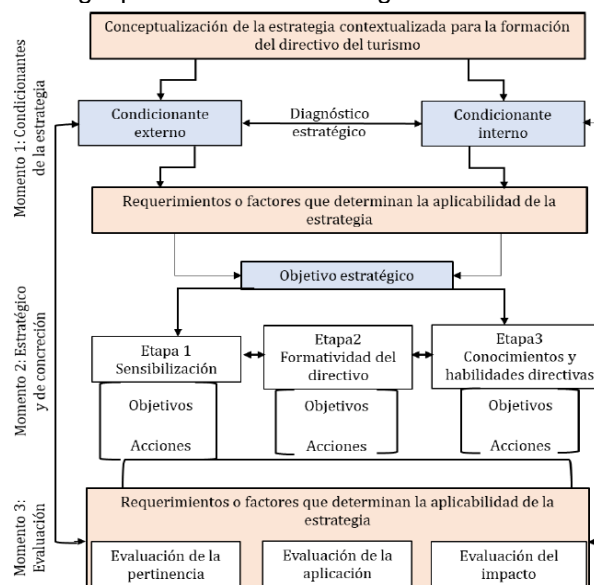 Conceptualización de la estrategia contextualizada para la formación
del directivo del turismo
Momento 1: Condicionantes
de la estrategia
Condicionante
externo
Diagnóstico
estratégico
Condicionante
interno
Requerimientos o factores que determinan la aplicabilidad de la
estrategia
Momento 2: Estratégico
y de concreción
Objetivo estratégico
Etapa 1
Sensibilización
Etapa2
Formatividad del
directivo
Etapa3
Conocimientos y
habilidades directivas
Objetivos
Acciones
Objetivos
Acciones
Objetivos
Acciones
Momento 3:
Evaluación
Requerimientos o factores que determinan la aplicabilidad de la
estrategia
Evaluación de la
pertinencia
Evaluación de la
aplicación
Evaluación del
impacto